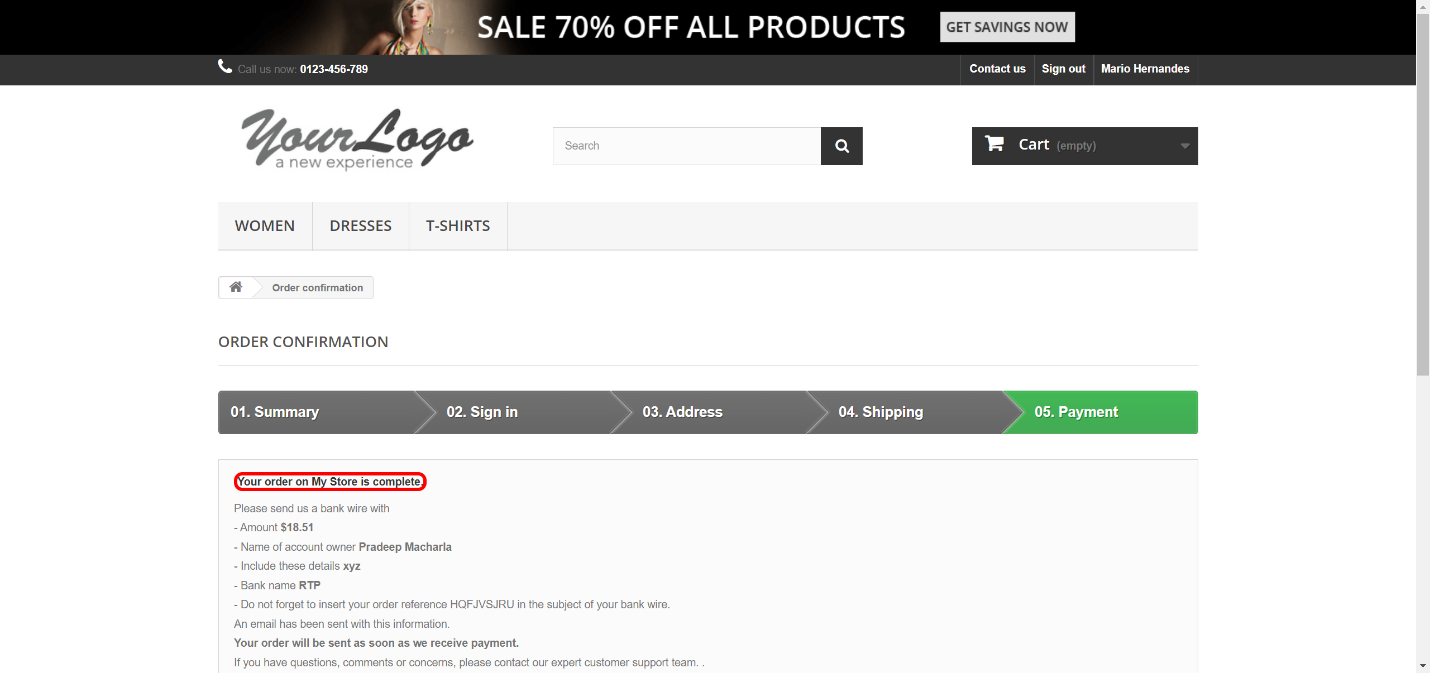 SALE 70% OFF ALL PRODUCTS GET SAVINGS NOW
Call us now: 0123-456-789 Contact us Sign out Mario Hernandes
YourLogo
a new experience
Search
Cart (empty)
WOMEN DRESSES T-SHIRTS
Order confirmation
ORDER CONFIRMATION
01. Summary 02. Sign in 03. Address 04. Shipping 05. Payment
Your order on My Store is complete.
Please send us a bank wire with
- Amount $18.51
- Name of account owner Pradeep Macharla
- Include these details xyz
- Bank name RTP
- Do not forget to insert your order reference HQFJVSJRU in the subject of your bank wire.
An email has been sent with this information.
Your order will be sent as soon as we receive payment.
If you have questions, comments or concerns, please contact our expert customer support team. .